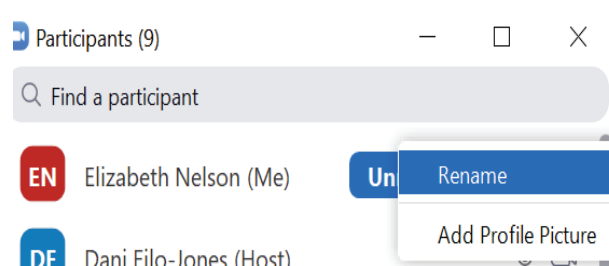 Participants (9)
Find a participant
EN Elizabeth Nelson (Me) Rename
Add Profile Picture
DF Dani Filo-Jones (Host)